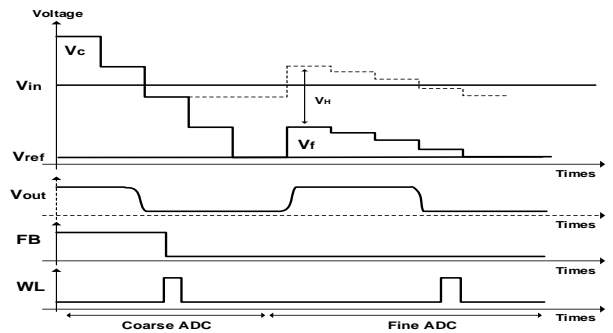 Voltage
Vc
Vin
VH
Vf
Vref
Times
Vout
Times
FB
Times
WL
Times
Coarse ADC
Fine ADC